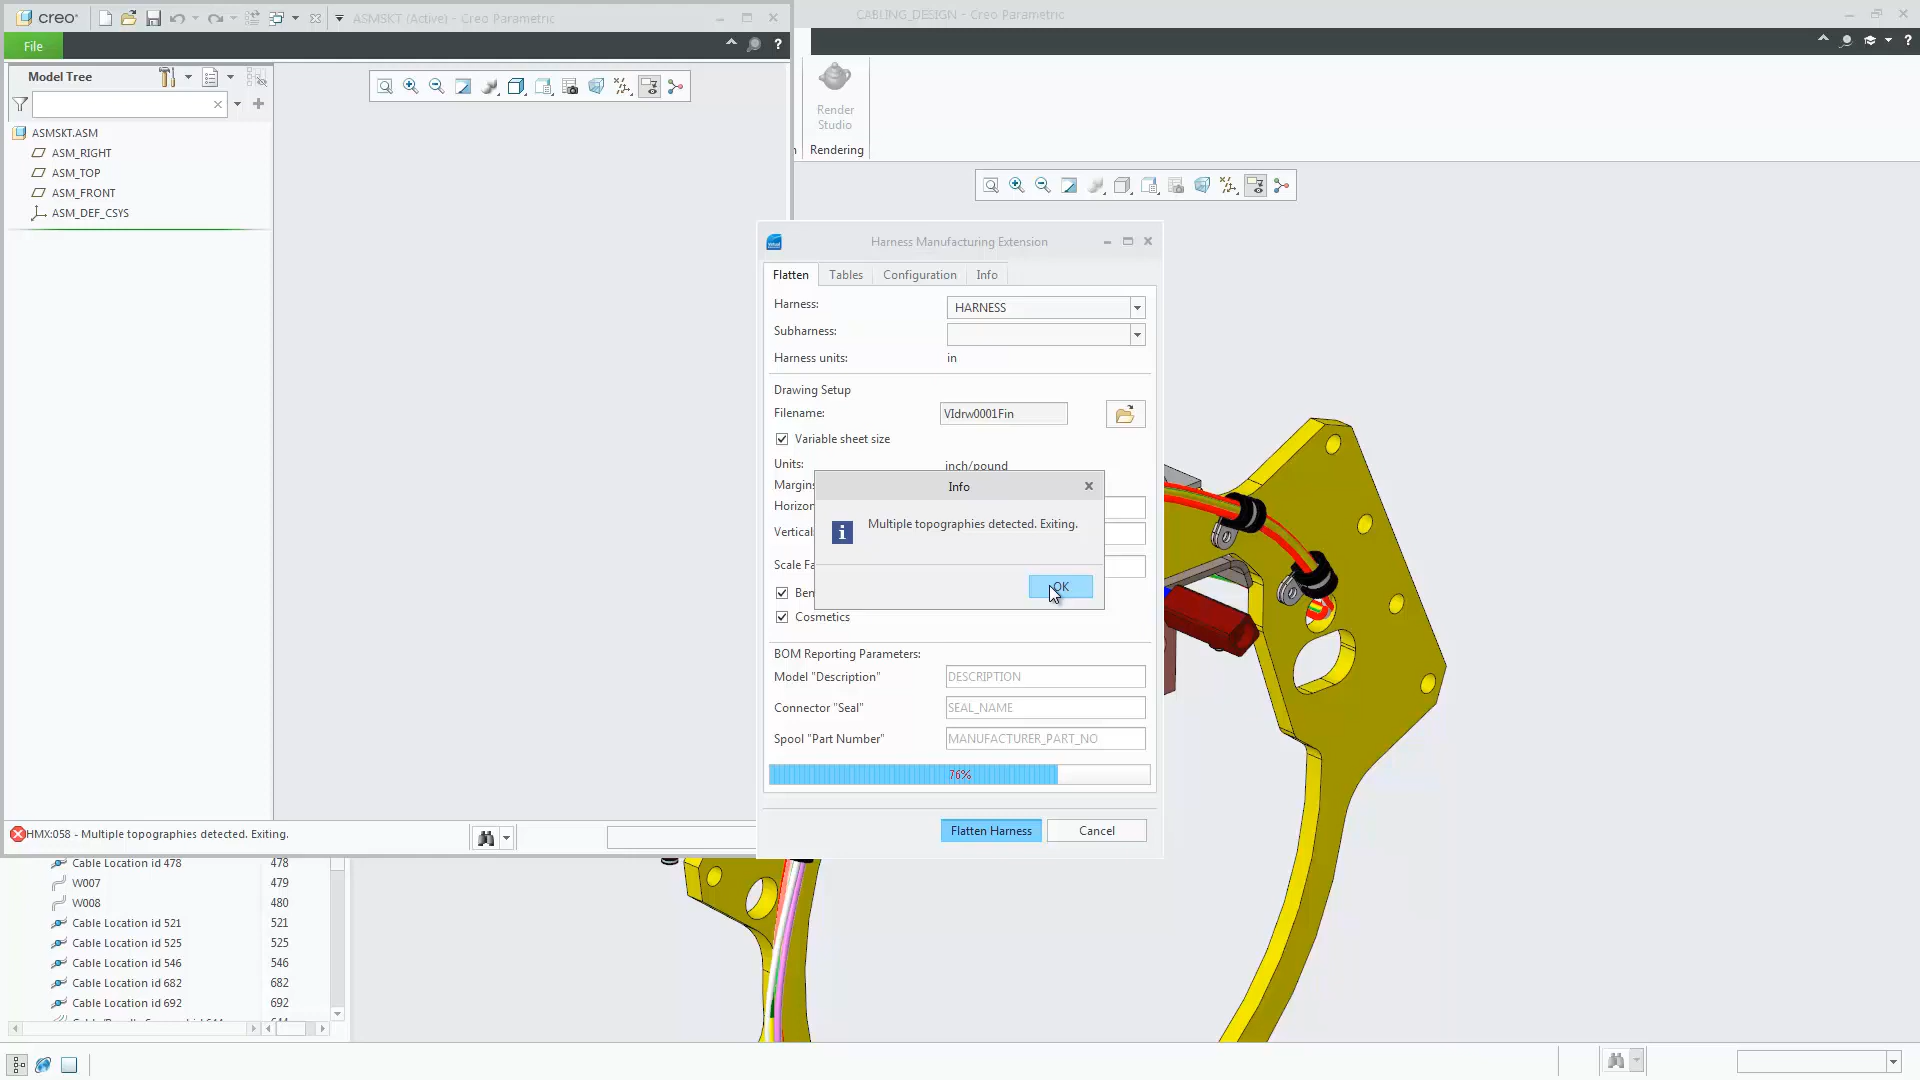 creo
ASMSKT (Active) - Creo Parametric
CABLING_DESIGN - Creo Parametric
File
?
?
Model Tree
ASMSKT.ASM
ASM_RIGHT
ASM_TOP
ASM_FRONT
ASM_DEF_CSYS
Render
Studio
Rendering
Harness Manufacturing Extension
Flatten
Tables
Configuration
Info
Harness:
HARNESS
Subharness:
Harness units:
in
Drawing Setup
Filename:
VIdrw0001Fin
Variable sheet size
Units:
inch/pound
Margins
Horizon
Vertical:
Scale Fa
Ben
Cosmetics
Info
Multiple topographies detected. Exiting.
OK
BOM Reporting Parameters:
Model "Description"
DESCRIPTION
Connector "Seal"
SEAL_NAME
Spool "Part Number"
MANUFACTURER_PART_NO
76%
Flatten Harness
Cancel
HMX:058 - Multiple topographies detected. Exiting.
Cable Location id 478 478
W007 479
W008 480
Cable Location id 521 521
Cable Location id 525 525
Cable Location id 546 546
Cable Location id 682 682
Cable Location id 692 692